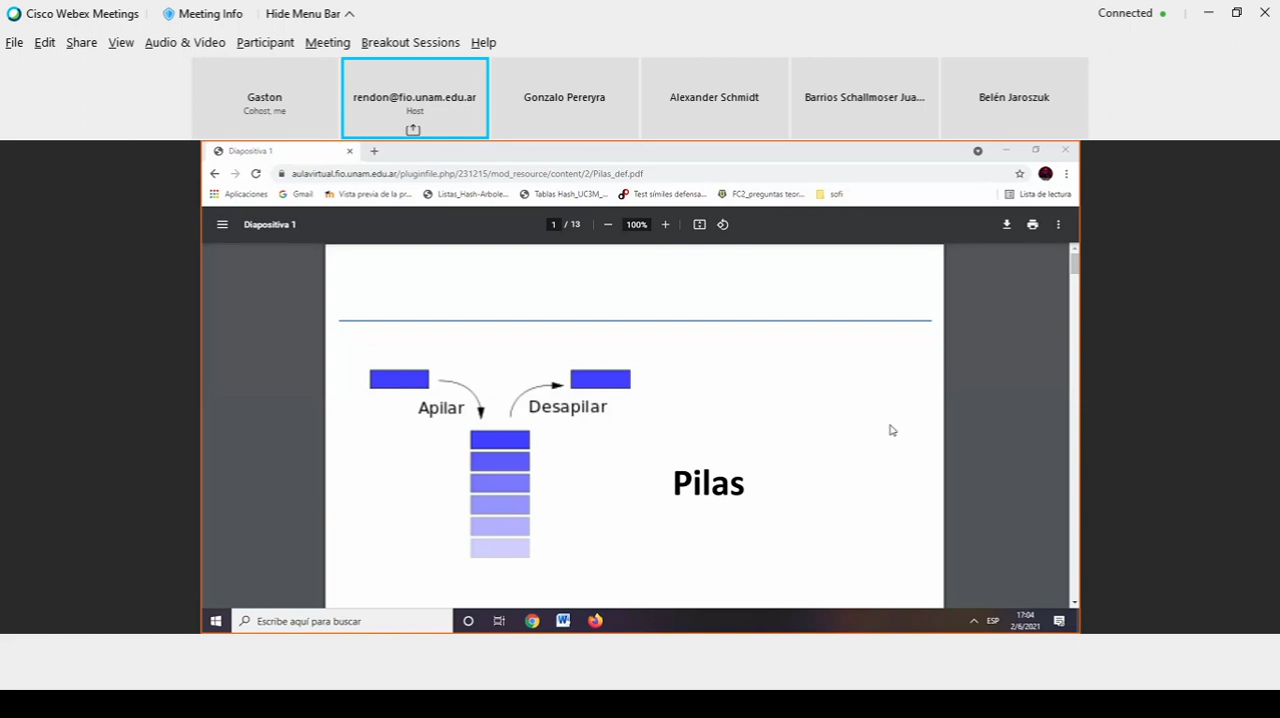 Cisco Webex Meetings Meeting Info Hide Menu Bar Connected
File Edit Share View Audio & Video Participant Meeting Breakout Sessions Help
Gaston
Cohost, me
rendon@fio.unam.edu.ar
Host
Gonzalo Pereryra
Alexander Schmidt
Barrios Schallmoser Jua...
Belén Jaroszuk
Diapositiva 1
aulavirtual.fio.unam.edu.ar/pluginfile.php/231215/mod_resource/content/2/Pilas_def.pdf
Aplicaciones Gmail Vista previa de la pr... Listas_Hash-Arbole... Tablas Hash_UC3M_... Test símiles defensa... FC2_preguntas teor... sofi Lista de lectura
Diapositiva 1 1 / 13 100%
Apilar Desapilar
Pilas
Escribe aquí para buscar
ESP
17:04
2/6/2021